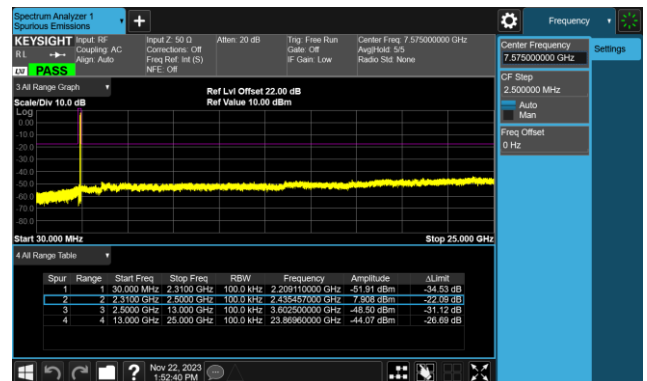 Spectrum Analyzer 1
Spurious Emissions
Frequency
KEYSIGHT Input: RF
RL
Coupling: AC
Align: Auto
LXI PASS
Input Z: 50 Ω
Corrections: Off
Freq Ref: Int (S)
NFE: Off
Atten: 20 dB
Trig: Free Run
Gate: Off
IF Gain: Low
Center Freq: 7.575000000 GHz
Avg|Hold: 5/5
Radio Std: None
Center Frequency
7.575000000 GHz
Settings
CF Step
2.500000 MHz
Auto
Man
Freq Offset
0 Hz
3 All Range Graph
Scale/Div 10.0 dB
Ref Lvl Offset 22.00 dB
Ref Value 10.00 dBm
Log
0.00
-10.0
-20.0
-30.0
-40.0
-50.0
-60.0
-70.0
-80.0
Start 30.000 MHz Stop 25.000 GHz
4 All Range Table
Spur Range Start Freq Stop Freq RBW Frequency Amplitude ΔLimit
1 1 30.000 MHz 2.3100 GHz 100.0 kHz 2.209110000 GHz -51.91 dBm -34.53 dB
2 2 2.3100 GHz 2.5000 GHz 100.0 kHz 2.435457000 GHz 7.908 dBm -22.09 dB
3 3 2.5000 GHz 13.000 GHz 100.0 kHz 3.602500000 GHz -48.50 dBm -31.12 dB
4 4 13.000 GHz 25.000 GHz 100.0 kHz 23.86960000 GHz -44.07 dBm -26.69 dB
Nov 22, 2023
1:52:40 PM